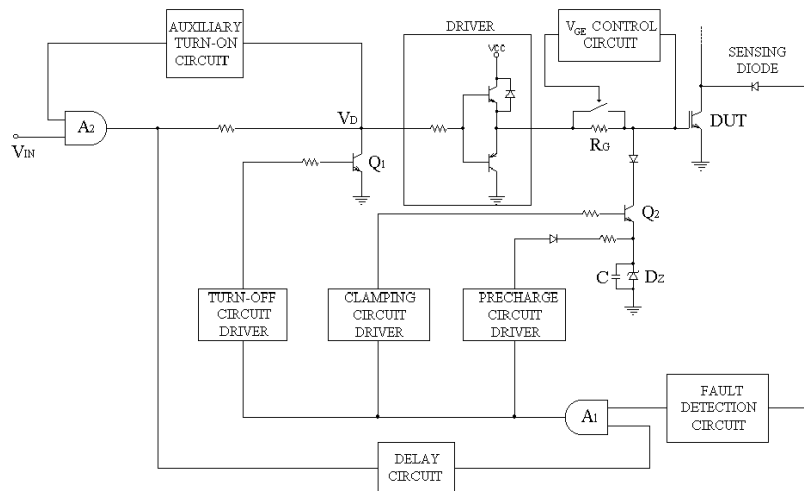 AUXILIARY
TURN-ON
CIRCUIT
DRIVER
VCC
VGE CONTROL
CIRCUIT
SENSING
DIODE
A2
VIN
VD
Q1
RG
DUT
Q2
C
DZ
TURN-OFF
CIRCUIT
DRIVER
CLAMPING
CIRCUIT
DRIVER
PRECHARGE
CIRCUIT
DRIVER
A1
FAULT
DETECTION
CIRCUIT
DELAY
CIRCUIT